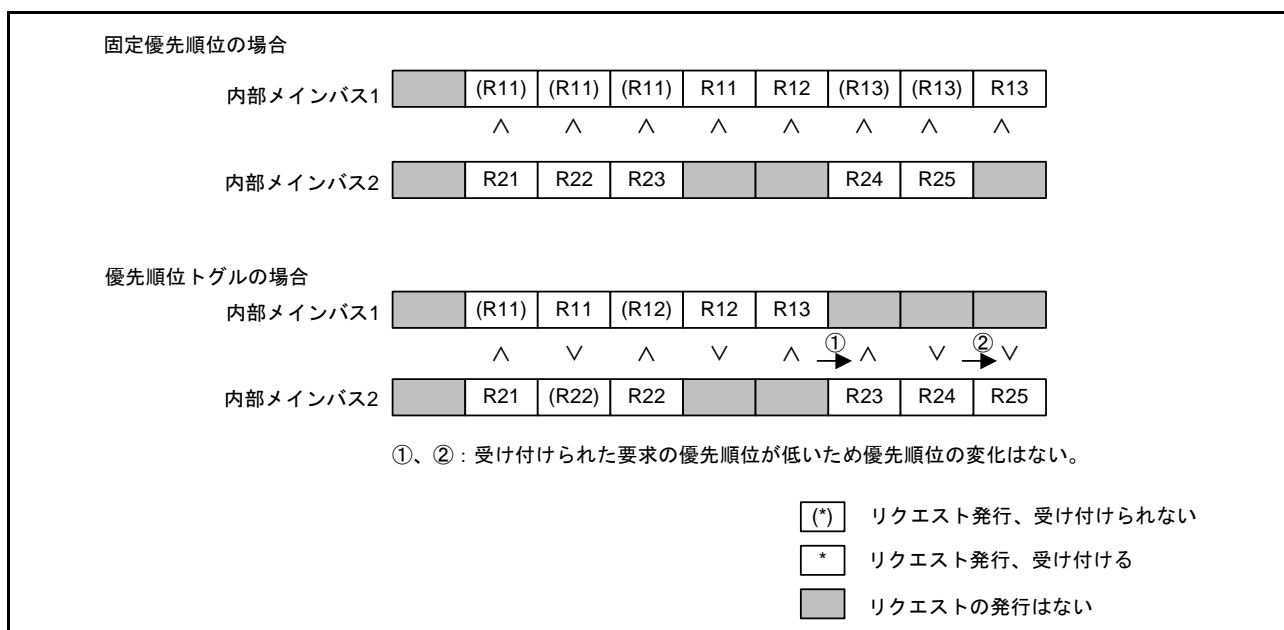 固定優先順位の場合
内部メインバス1 (R11) (R11) (R11) R11 R12 (R13) (R13) R13
∧ ∧ ∧ ∧ ∧ ∧ ∧ ∧
内部メインバス2 R21 R22 R23 R24 R25
優先順位トグルの場合
内部メインバス1 (R11) R11 (R12) R12 R13
∧ ∨ ∧ ∨ ∧ ① ∧ ∨ ② ∨
内部メインバス2 R21 (R22) R22 R23 R24 R25
①、②：受け付けられた要求の優先順位が低いため優先順位の変化はない。
(*) リクエスト発行、受け付けられない
* リクエスト発行、受け付ける
リクエストの発行はない